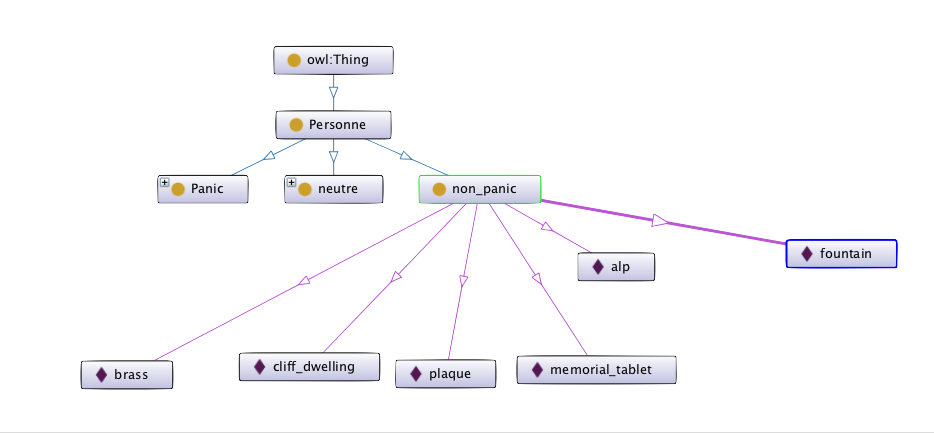 owl:Thing
Personne
Panic
neutre
non_panic
fountain
alp
brass
cliff_dwelling
plaque
memorial_tablet